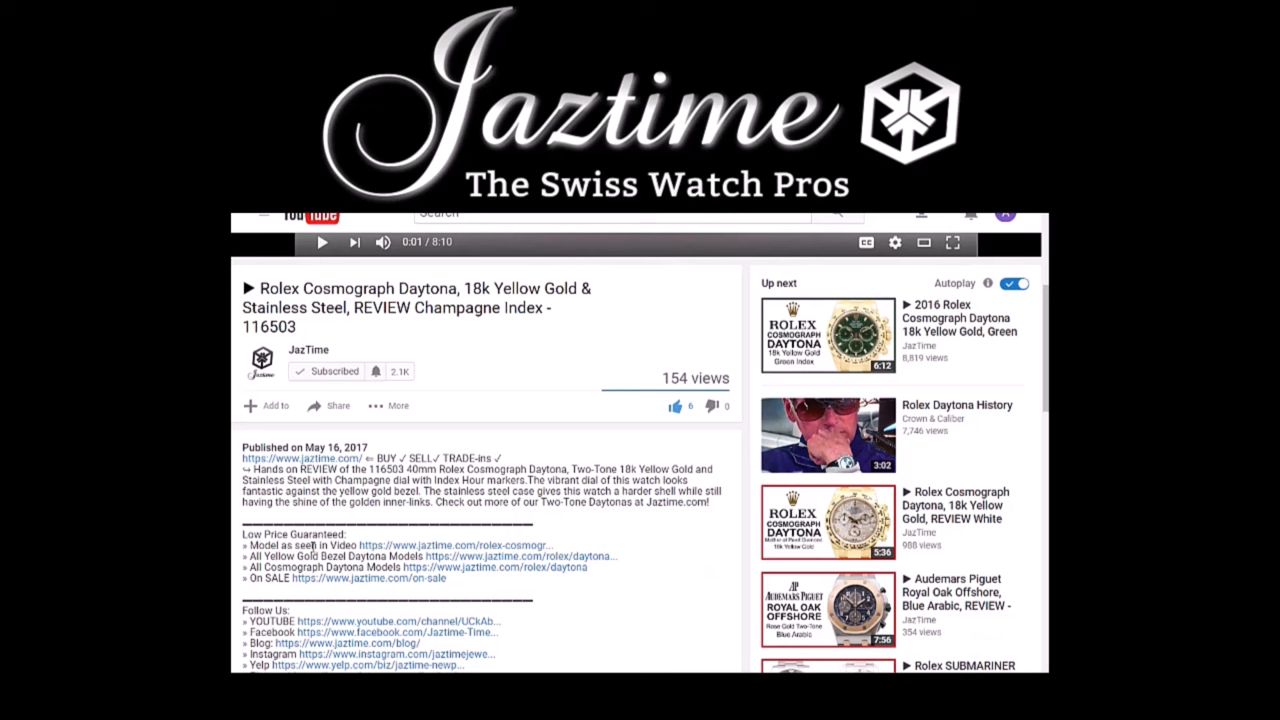 Jaztime
The Swiss Watch Pros
YouTube
Search
0:01 / 8:10
CC
▶ Rolex Cosmograph Daytona, 18k Yellow Gold &
Stainless Steel, REVIEW Champagne Index -
116503
JazTime
Jaztime
✓ Subscribed 2.1K
154 views
+ Add to Share ••• More
6 0
Published on May 16, 2017
https://www.jaztime.com/ ⇐ BUY ✓ SELL✓ TRADE-ins ✓
↪ Hands on REVIEW of the 116503 40mm Rolex Cosmograph Daytona, Two-Tone 18k Yellow Gold and
Stainless Steel with Champagne dial with Index Hour markers.The vibrant dial of this watch looks
fantastic against the yellow gold bezel. The stainless steel case gives this watch a harder shell while still
having the shine of the golden inner-links. Check out more of our Two-Tone Daytonas at Jaztime.com!
Low Price Guaranteed:
» Model as seen in Video https://www.jaztime.com/rolex-cosmogr...
» All Yellow Gold Bezel Daytona Models https://www.jaztime.com/rolex/daytona...
» All Cosmograph Daytona Models https://www.jaztime.com/rolex/daytona
» On SALE https://www.jaztime.com/on-sale
Follow Us:
» YOUTUBE https://www.youtube.com/channel/UCkAb...
» Facebook https://www.facebook.com/Jaztime-Time...
» Blog: https://www.jaztime.com/blog/
» Instagram https://www.instagram.com/jaztimejewe...
» Yelp https://www.yelp.com/biz/jaztime-newp...
Up next
Autoplay
ROLEX
COSMOGRAPH
DAYTONA
18k Yellow Gold
Green Index
6:12
▶ 2016 Rolex
Cosmograph Daytona
18k Yellow Gold, Green
JazTime
8,819 views
3:02
Rolex Daytona History
Crown & Caliber
7,746 views
ROLEX
COSMOGRAPH
DAYTONA
5:36
▶ Rolex Cosmograph
Daytona, 18k Yellow
Gold, REVIEW White
JazTime
988 views
AP
AUDEMARS PIGUET
ROYAL OAK
OFFSHORE
Rose Gold Two-Tone
Blue Arabic
7:56
▶ Audemars Piguet
Royal Oak Offshore,
Blue Arabic, REVIEW -
JazTime
354 views
▶ Rolex SUBMARINER